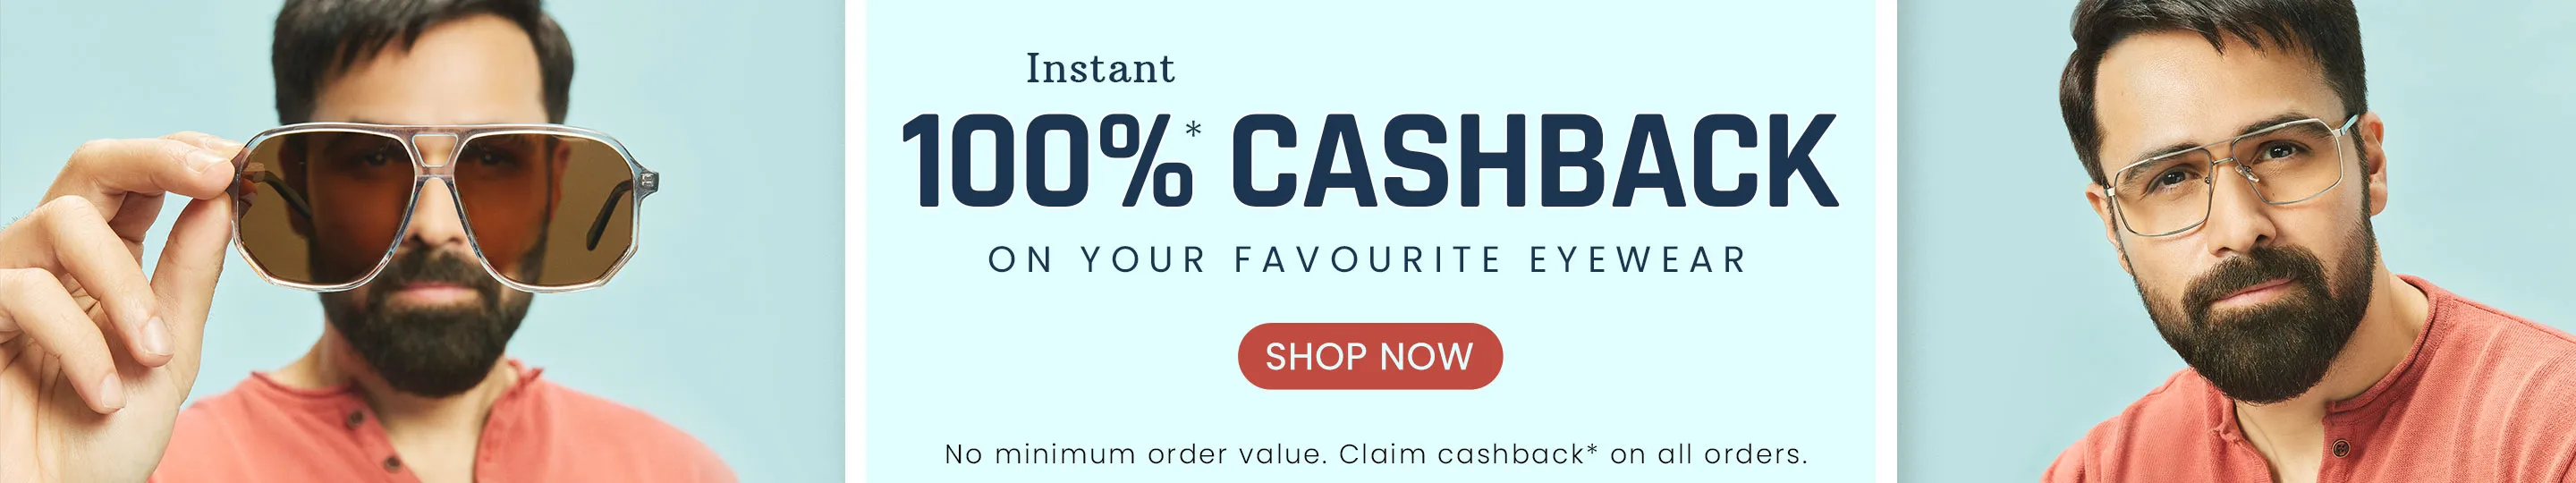 Instant
100%* CASHBACK
ON YOUR FAVOURITE EYEWEAR
SHOP NOW
No minimum order value. Claim cashback* on all orders.